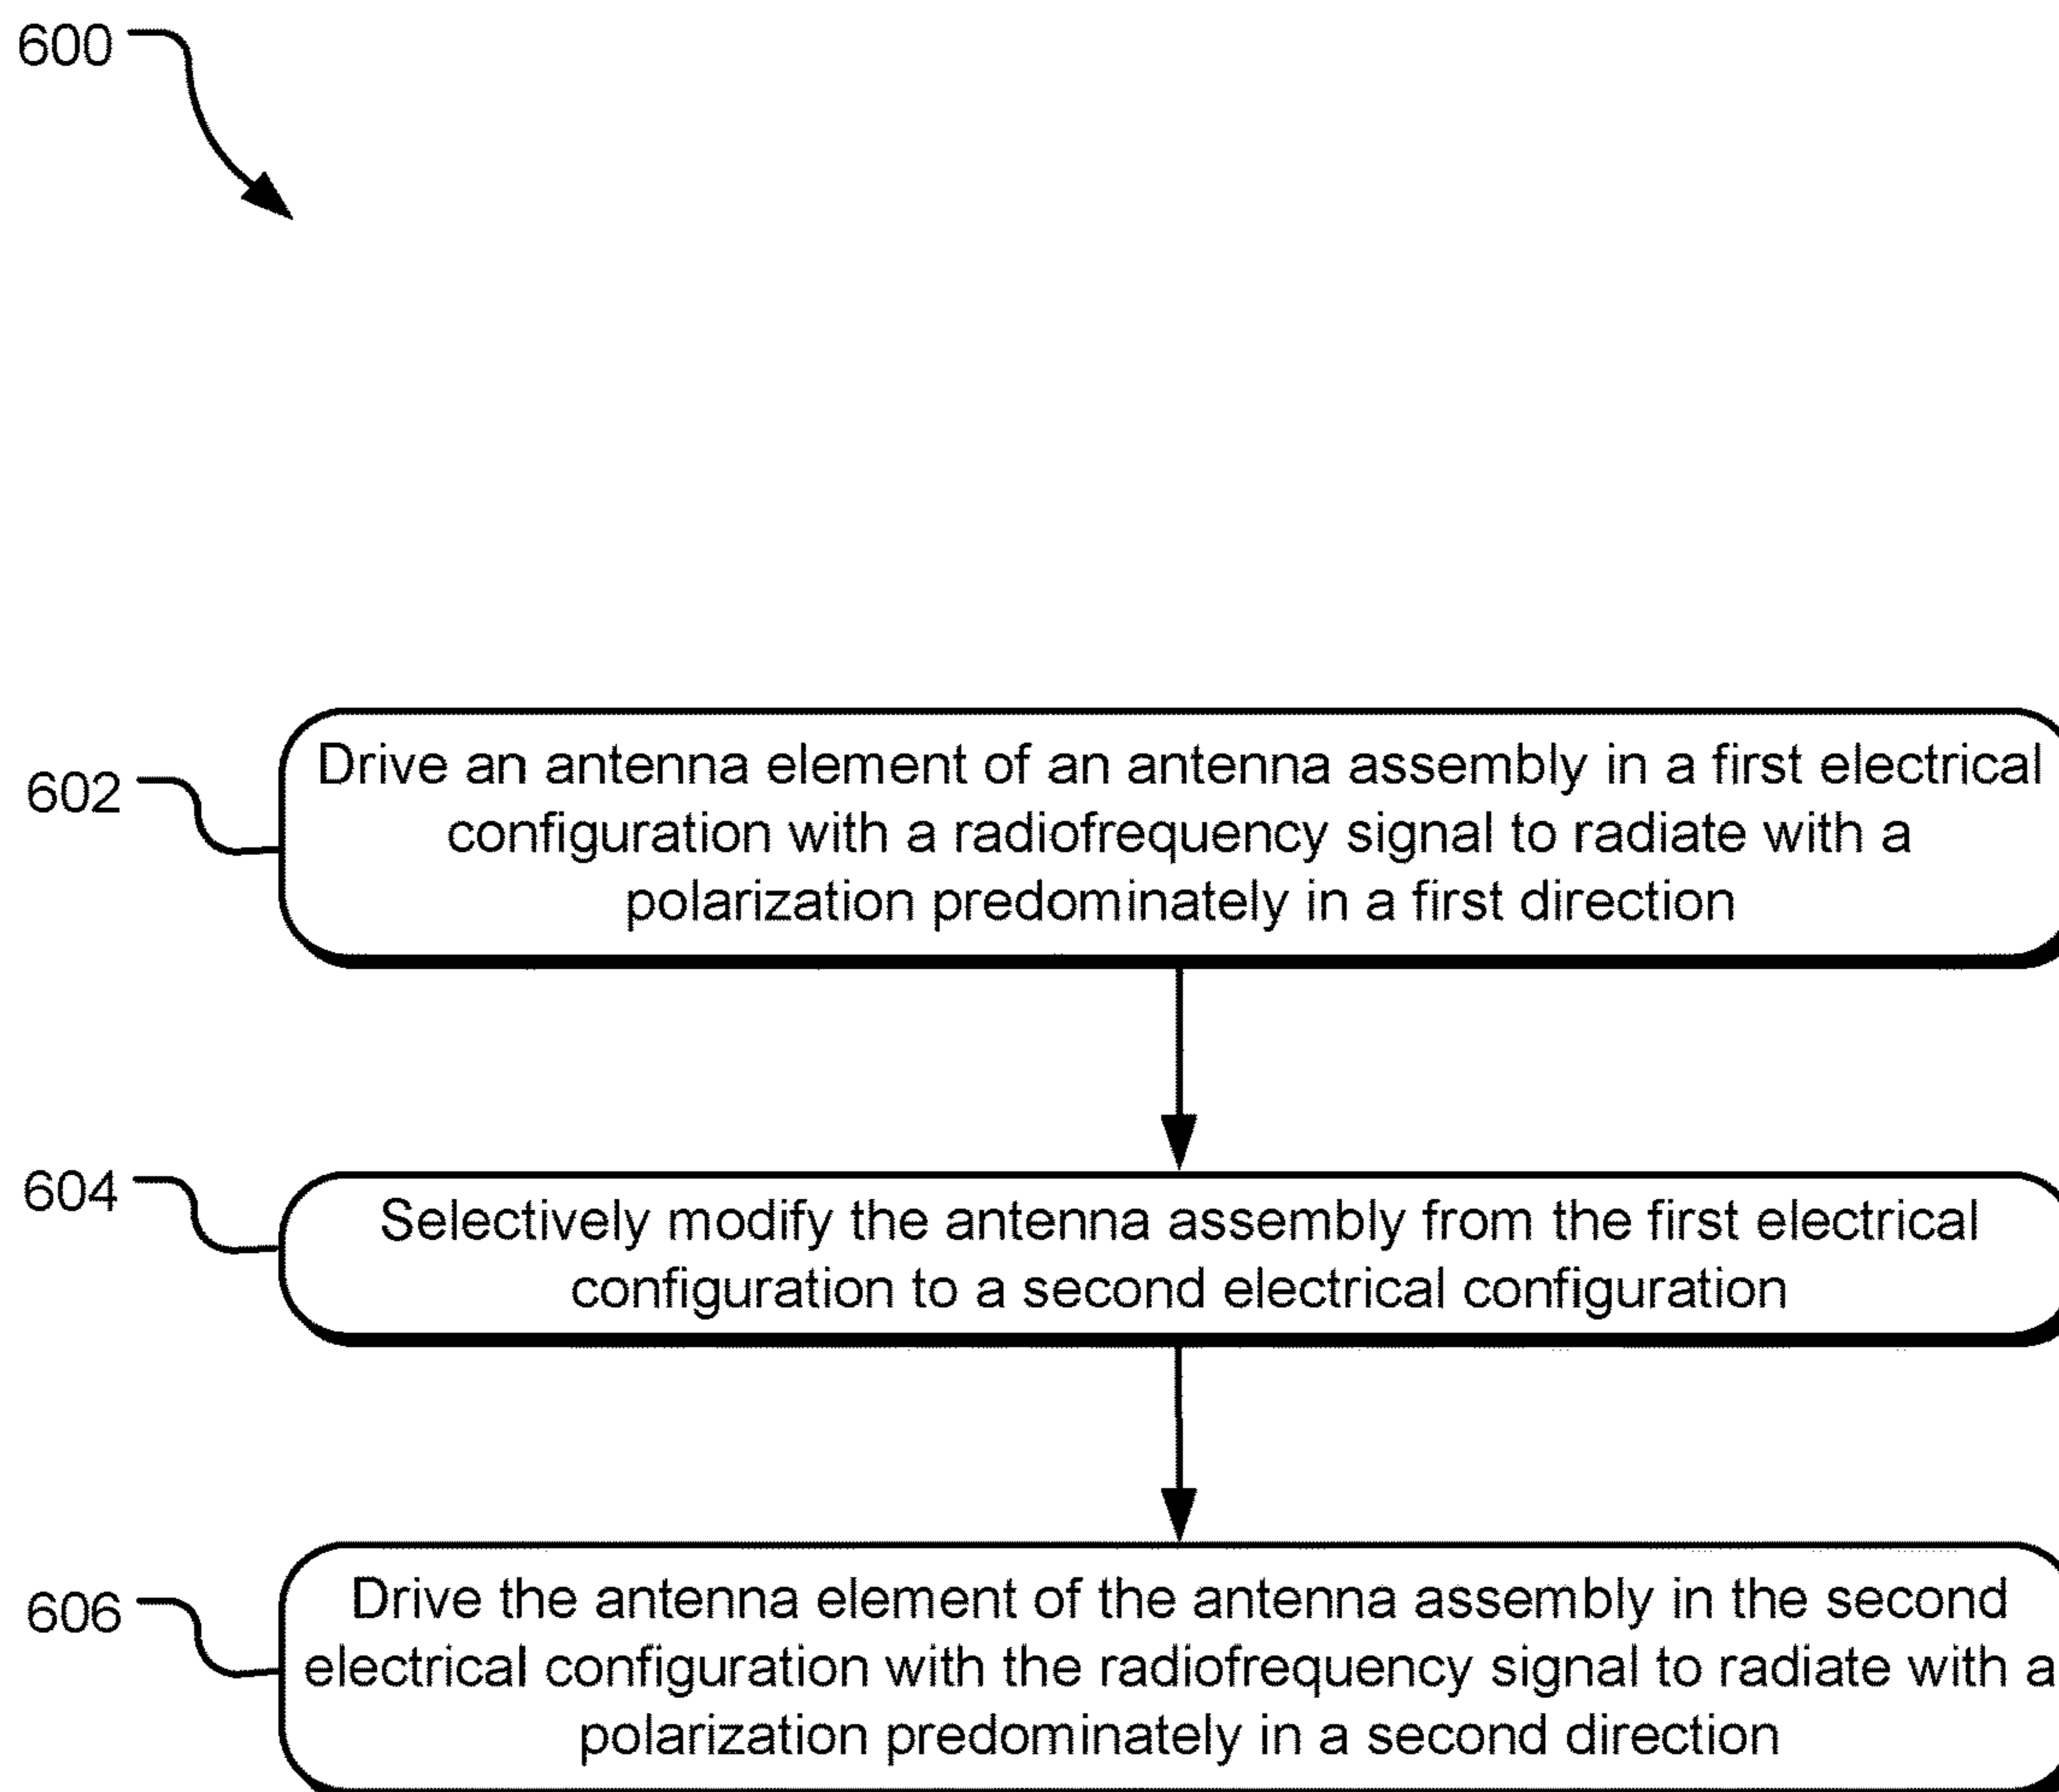 600
602
Drive an antenna element of an antenna assembly in a first electrical
configuration with a radiofrequency signal to radiate with a
polarization predominately in a first direction
604
Selectively modify the antenna assembly from the first electrical
configuration to a second electrical configuration
606
Drive the antenna element of the antenna assembly in the second
electrical configuration with the radiofrequency signal to radiate with a
polarization predominately in a second direction